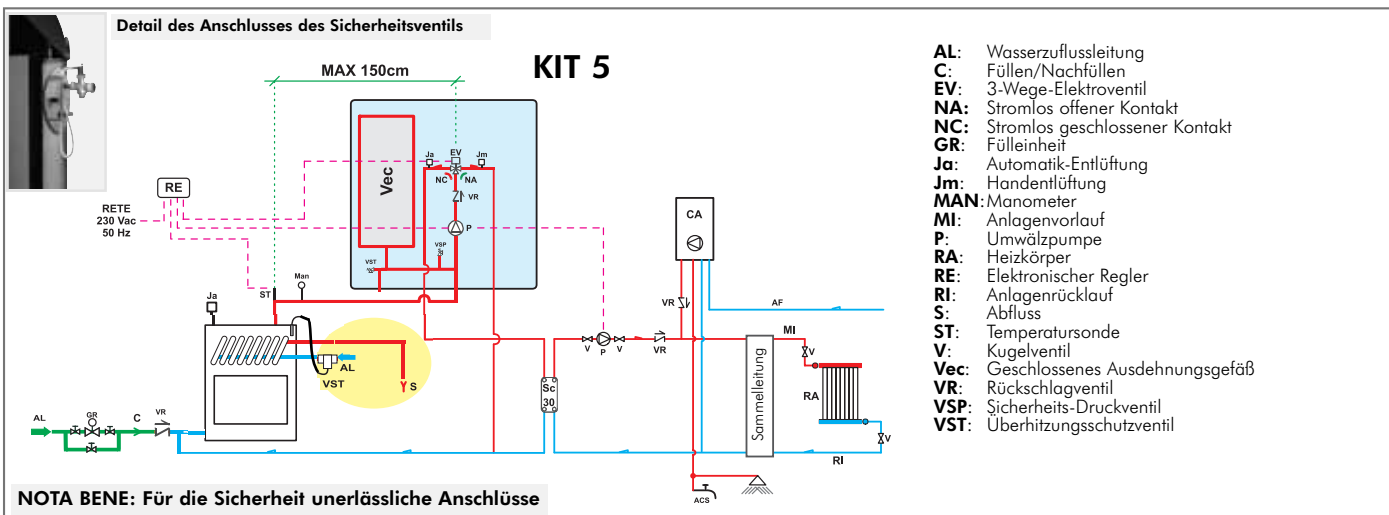 Detail des Anschlusses des Sicherheitsventils
KIT 5
MAX 150cm
Vec
Ja
EV
Jm
NC
NA
VR
P
VSP
VST
RE
RETE
230 Vac
50 Hz
ST
Man
Ja
AL
VST
S
AL
GR
C
VR
Sc
30
V
P
V
VR
VR
CA
AF
MI
Sammelleitung
V
RA
V
RI
ACS
NOTA BENE: Für die Sicherheit unerlässliche Anschlüsse
AL: Wasserzuflussleitung
C: Füllen/Nachfüllen
EV: 3-Wege-Elektroventil
NA: Stromlos offener Kontakt
NC: Stromlos geschlossener Kontakt
GR: Fülleinheit
Ja: Automatik-Entlüftung
Jm: Handentlüftung
MAN: Manometer
MI: Anlagenvorlauf
P: Umwälzpumpe
RA: Heizkörper
RE: Elektronischer Regler
RI: Anlagenrücklauf
S: Abfluss
ST: Temperatursonde
V: Kugelventil
Vec: Geschlossenes Ausdehnungsgefäß
VR: Rückschlagventil
VSP: Sicherheits-Druckventil
VST: Überhitzungsschutzventil